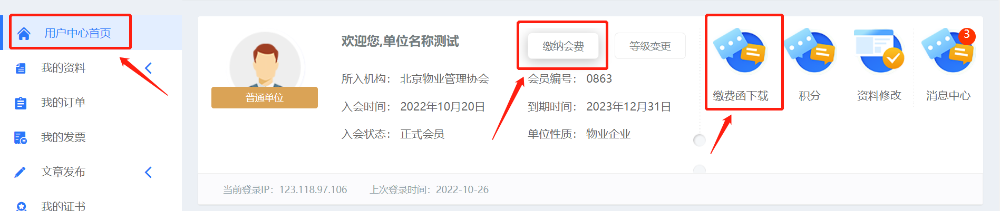 用户中心首页
我的资料
我的订单
我的发票
文章发布
我的证书
普通单位
欢迎您,单位名称测试
缴纳会费
等级变更
所入机构： 北京物业管理协会
会员编号： 0863
入会时间： 2022年10月20日
到期时间： 2023年12月31日
入会状态： 正式会员
单位性质： 物业企业
缴费函下载
积分
资料修改
3
消息中心
当前登录IP：123.118.97.106
上次登录时间：2022-10-26